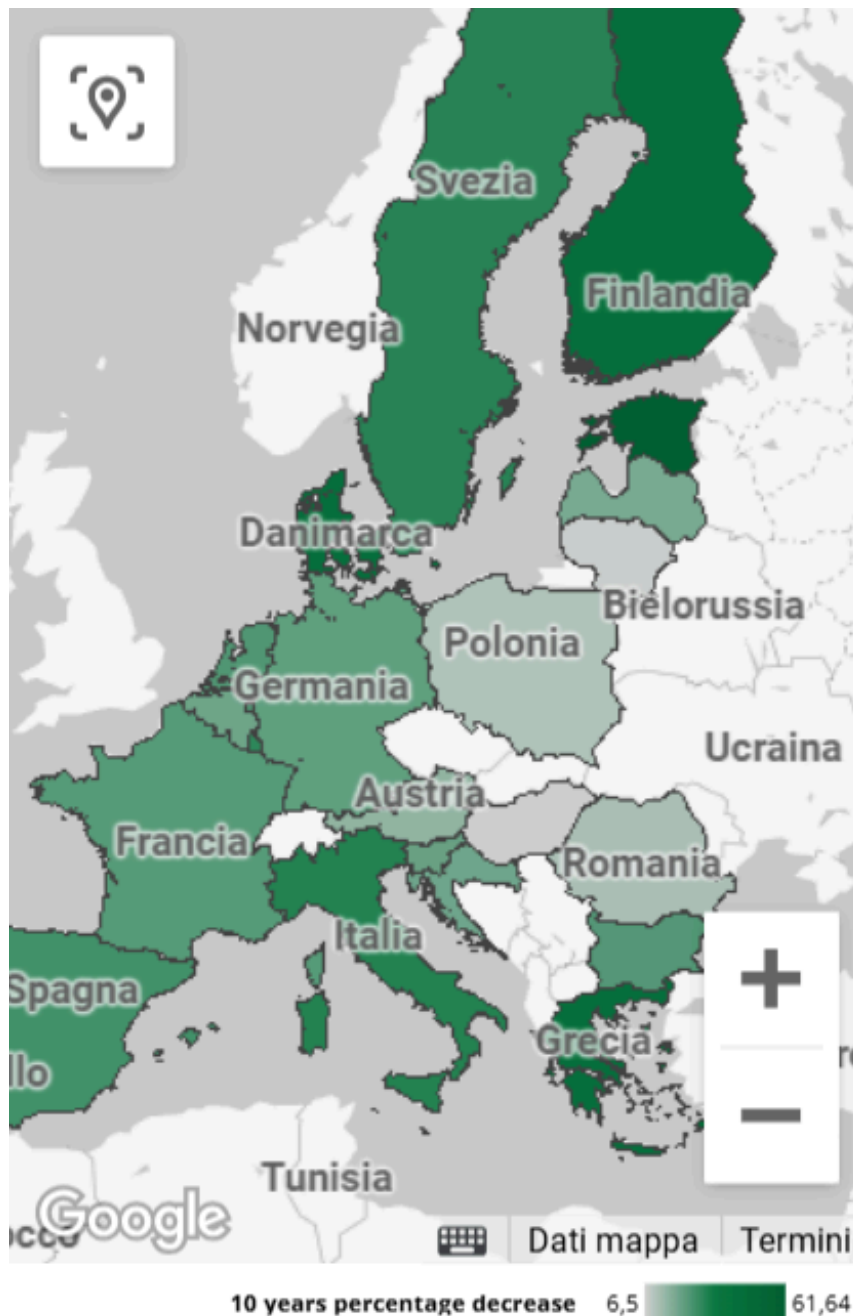 Svezia
Finlandia
Norvegia
Danimarca
Bielorussia
Polonia
Germania
Ucraina
Austria
Francia
Romania
Italia
Spagna
Grecia
llo
Tunisia
Google
occo
Dati mappa
Termini
10 years percentage decrease 6,5 61,64